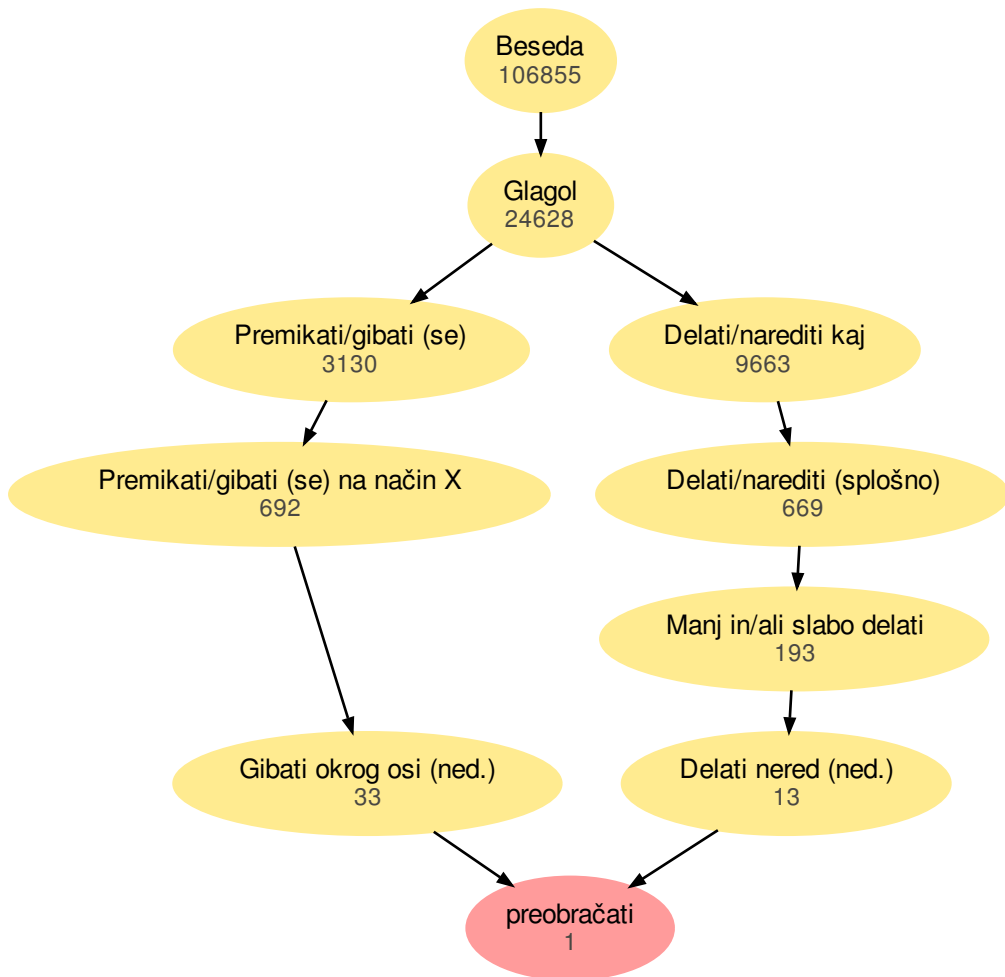 Beseda
106855
Glagol
24628
Premikati/gibati (se)
3130
Delati/narediti kaj
9663
Premikati/gibati (se) na način X
692
Delati/narediti (splošno)
669
Manj in/ali slabo delati
193
Gibati okrog osi (ned.)
33
Delati nered (ned.)
13
preobračati
1